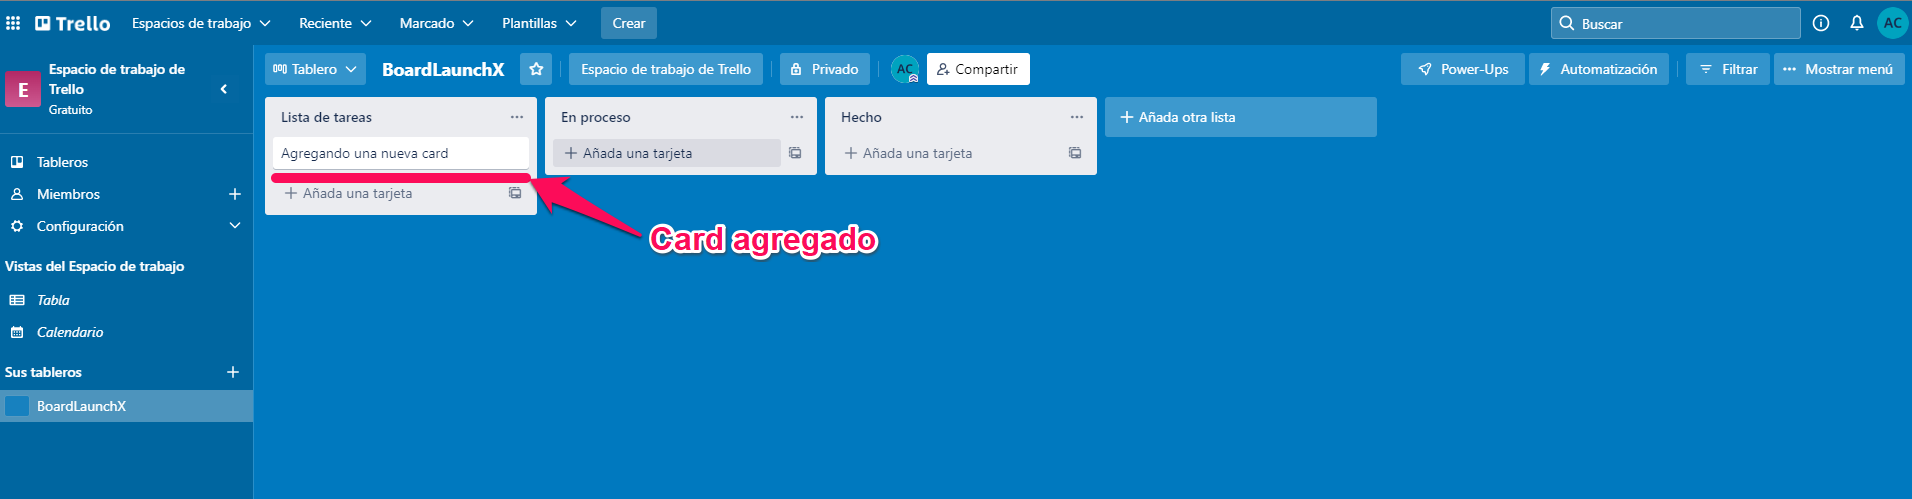 Trello
Espacios de trabajo
Reciente
Marcado
Plantillas
Crear
Buscar
AC
E
Espacio de trabajo de
Trello
Gratuito
Tablero
BoardLaunchX
Espacio de trabajo de Trello
Privado
AC
Compartir
Power-Ups
Automatización
Filtrar
Mostrar menú
Tableros
Miembros
Configuración
Vistas del Espacio de trabajo
Tabla
Calendario
Sus tableros
BoardLaunchX
Lista de tareas
Agregando una nueva card
Añada una tarjeta
En proceso
Añada una tarjeta
Hecho
Añada una tarjeta
Añada otra lista
Card agregado